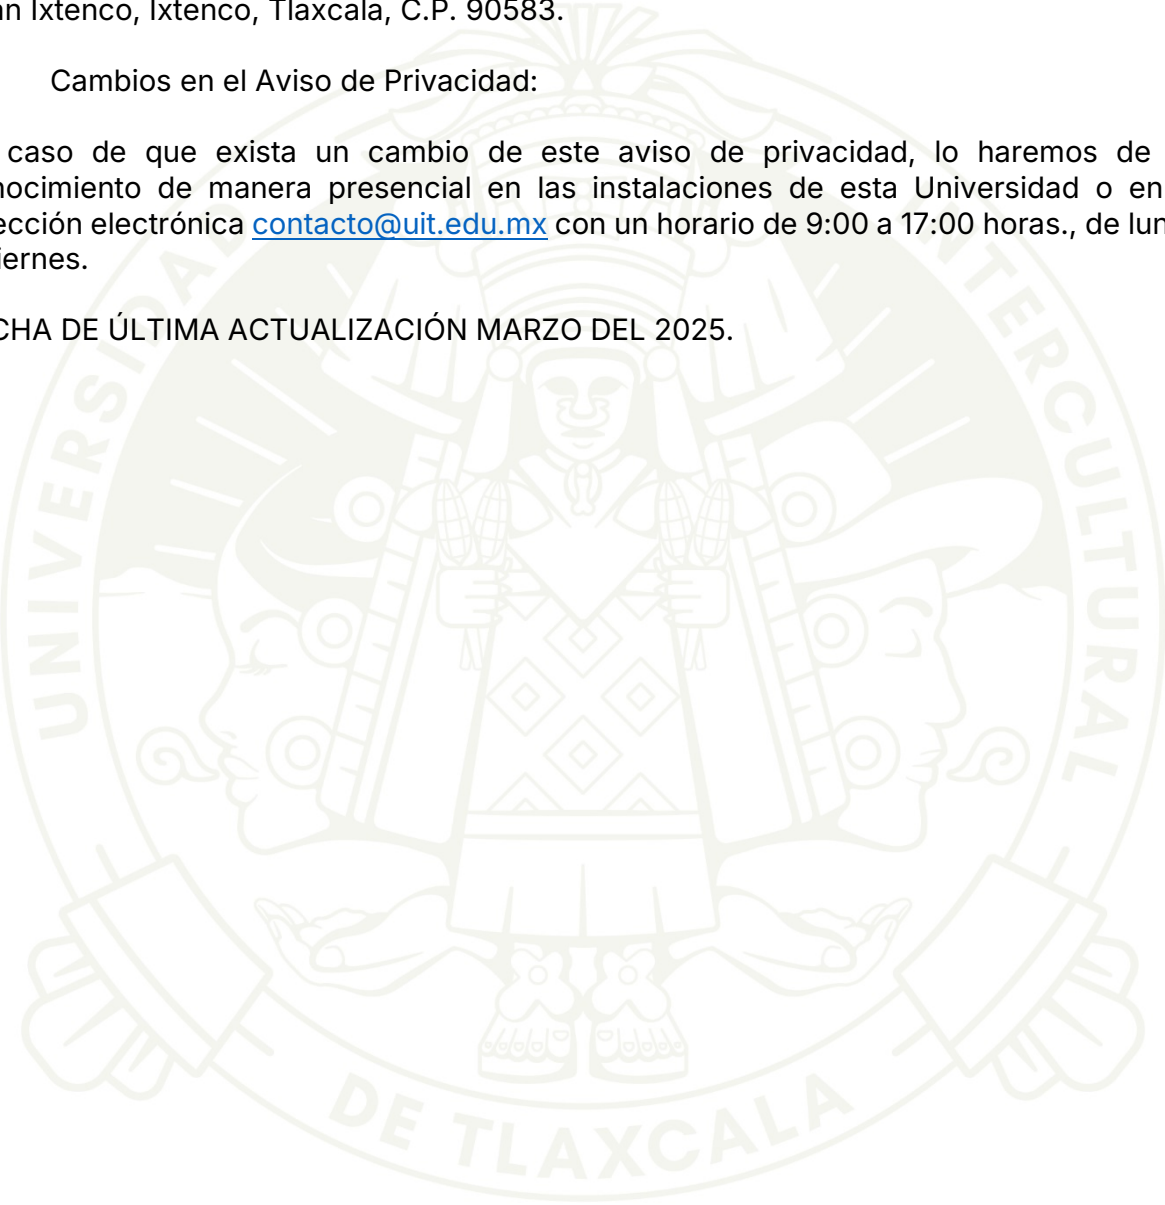 an Ixtenco, Ixtenco, Tlaxcala, C.P. 90583.
Cambios en el Aviso de Privacidad:
caso de que exista un cambio de este aviso de privacidad, lo haremos de
nocimiento de manera presencial en las instalaciones de esta Universidad o en
ección electrónica contacto@uit.edu.mx con un horario de 9:00 a 17:00 horas., de lun
iernes.
CHA DE ÚLTIMA ACTUALIZACIÓN MARZO DEL 2025.
UNIVERSIDAD INTERCULTURAL
DE TLAXCALA